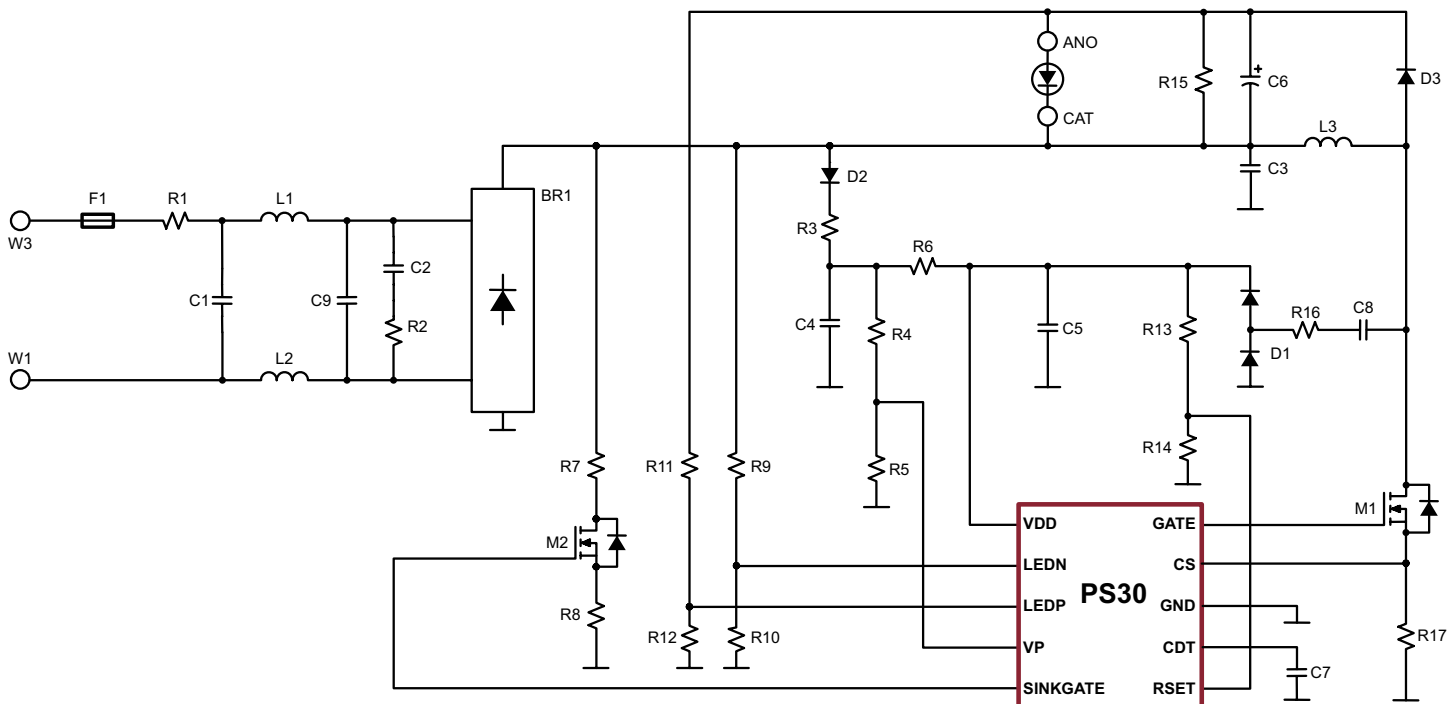 ANO
R15
C6
D3
CAT
L3
D2
C3
F1
R1
L1
BR1
W3
R3
R6
C2
C1
C9
R2
C4
R4
C5
R13
R16
C8
D1
W1
L2
R7
R11
R9
R5
R14
M2
M1
VDD
GATE
LEDN
CS
PS30
LEDP
GND
R8
R12
R10
VP
CDT
R17
C7
SINKGATE
RSET